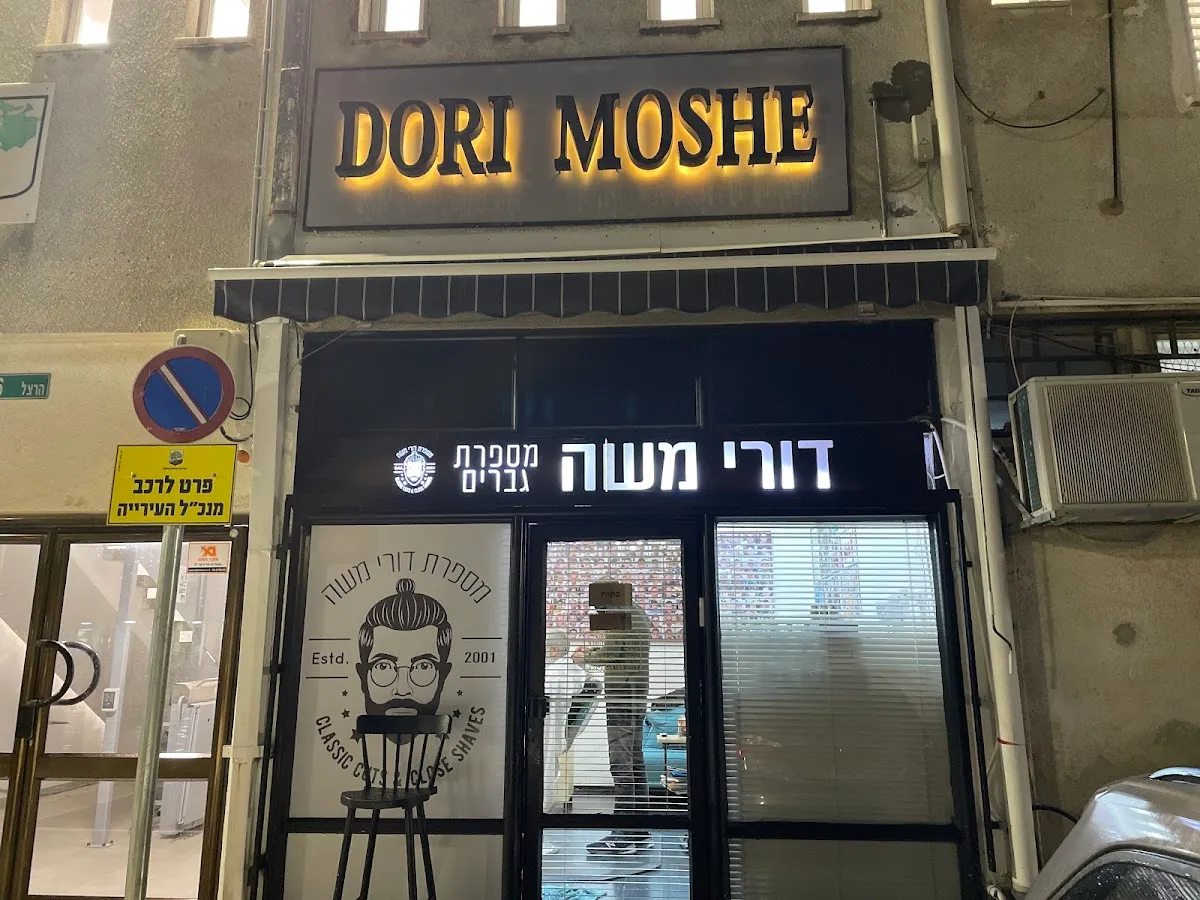 DORI MOSHE
הרצל
פרט לרכב"
מנכ"ל העירייה"
דורי משה
מספרת
גברים
מספרת דורי משה
Estd.
2001
CLASSIC CUTS & CLOSE SHAVES
פתוח